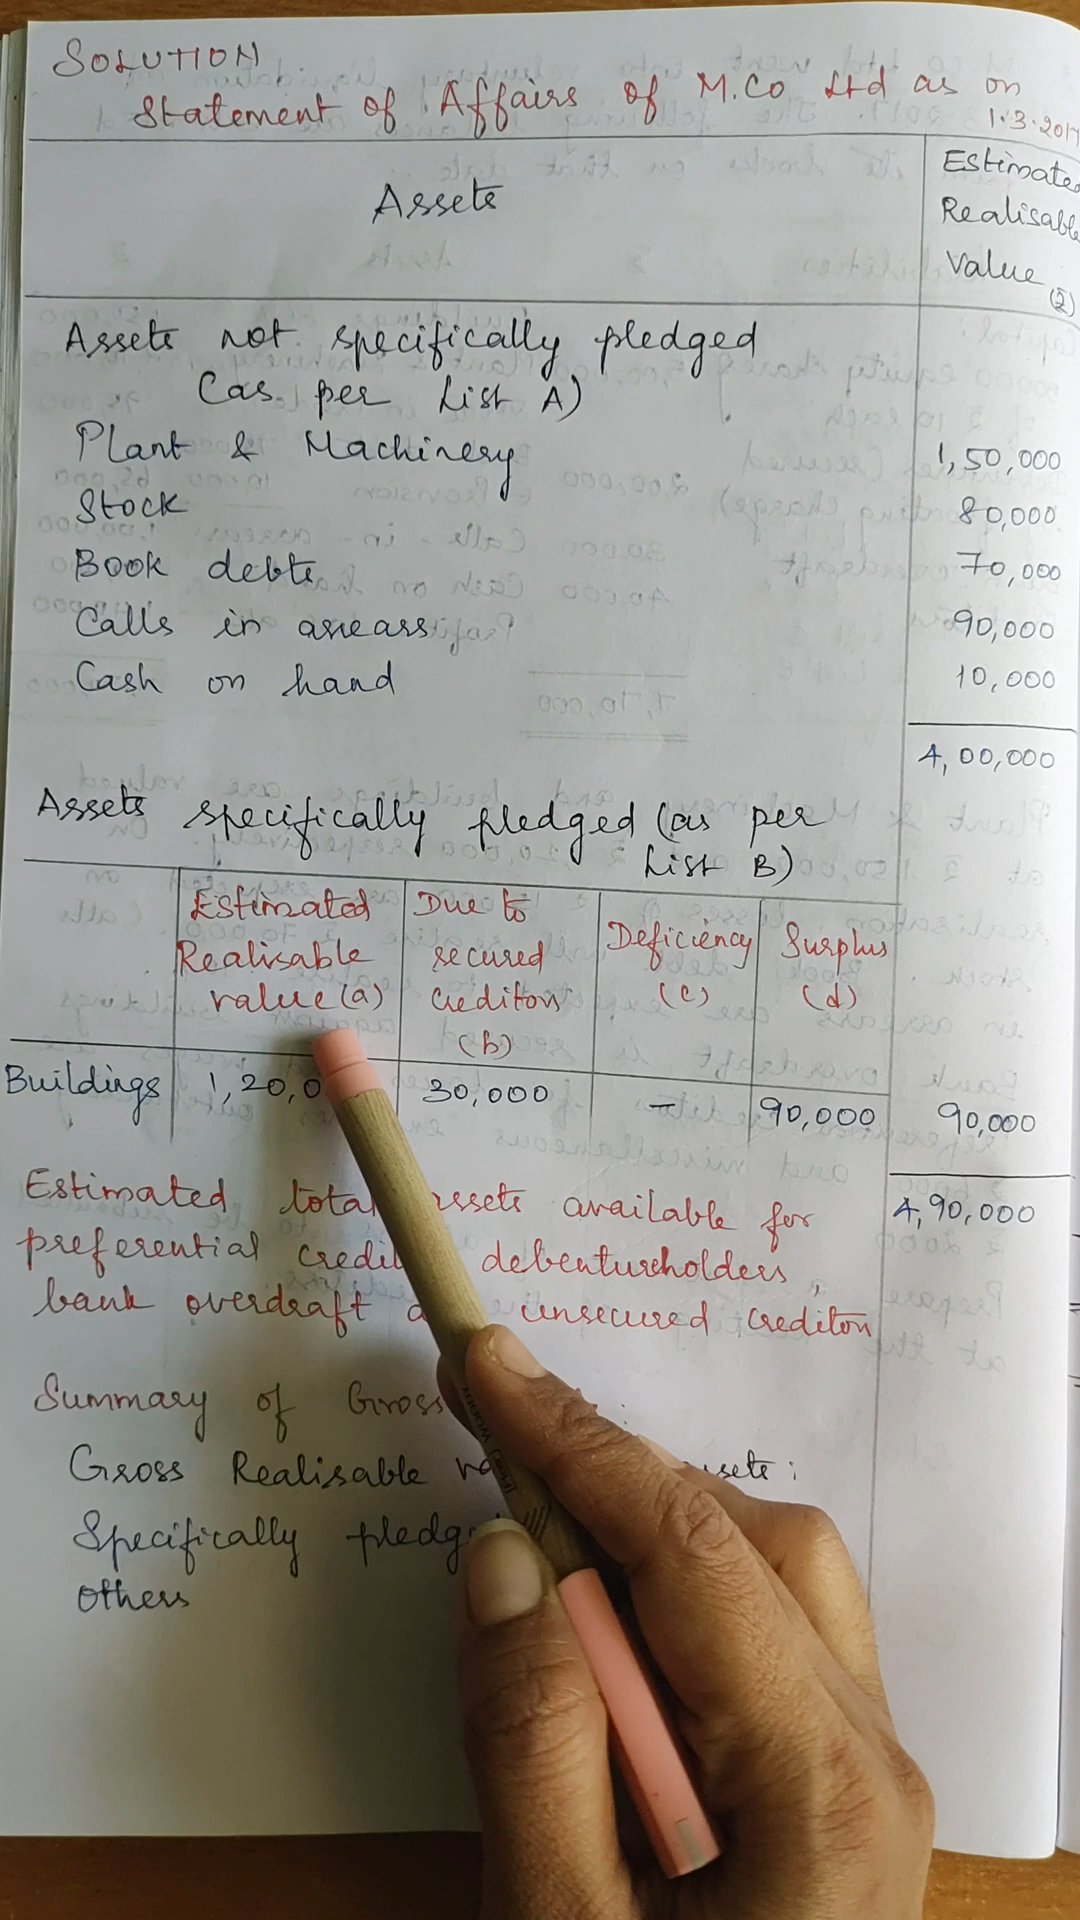 SOLUTION
Statement of Affairs of M.Co Ltd as on
1.3.2017
Assets
Estimated
Realisable
Value
(₹)
Assets not specifically pledged
(as per List A)
Plant & Machinery 1,50,000
Stock 80,000
Book debts 70,000
Calls in arrears 90,000
Cash on hand 10,000
4,00,000
Assets specifically pledged (as per
List B)
Estimated
Realisable
value (a)
Due to
secured
creditors
(b)
Deficiency
(c)
Surplus
(d)
Buildings 1,20,0 30,000 - 90,000 90,000
Estimated total assets available for 4,90,000
preferential debentureholders,
bank overdraft unsecured creditors
Summary of Gross :
Gross Realisable :
Specifically
Others